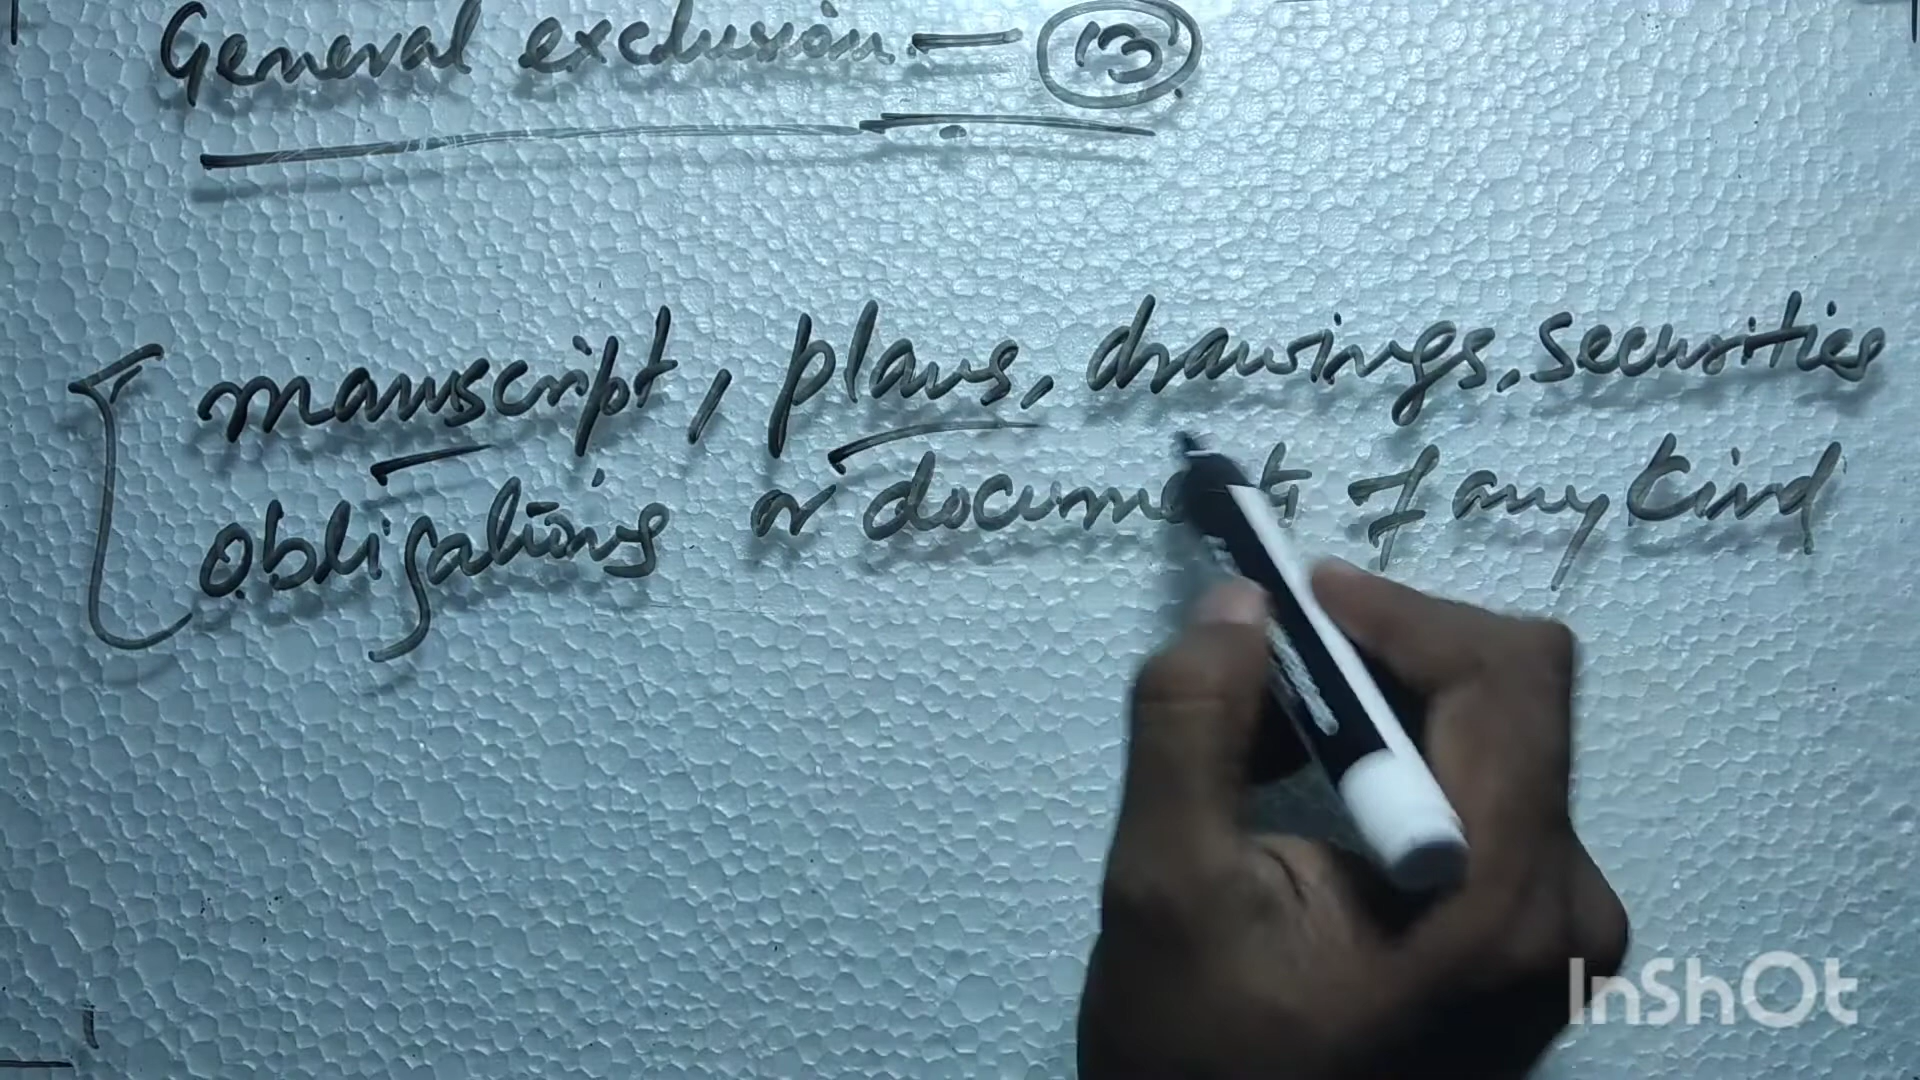 General exclusion - 13
manuscript, plans, drawings, securities
obligations or documents of any kind
InShOt